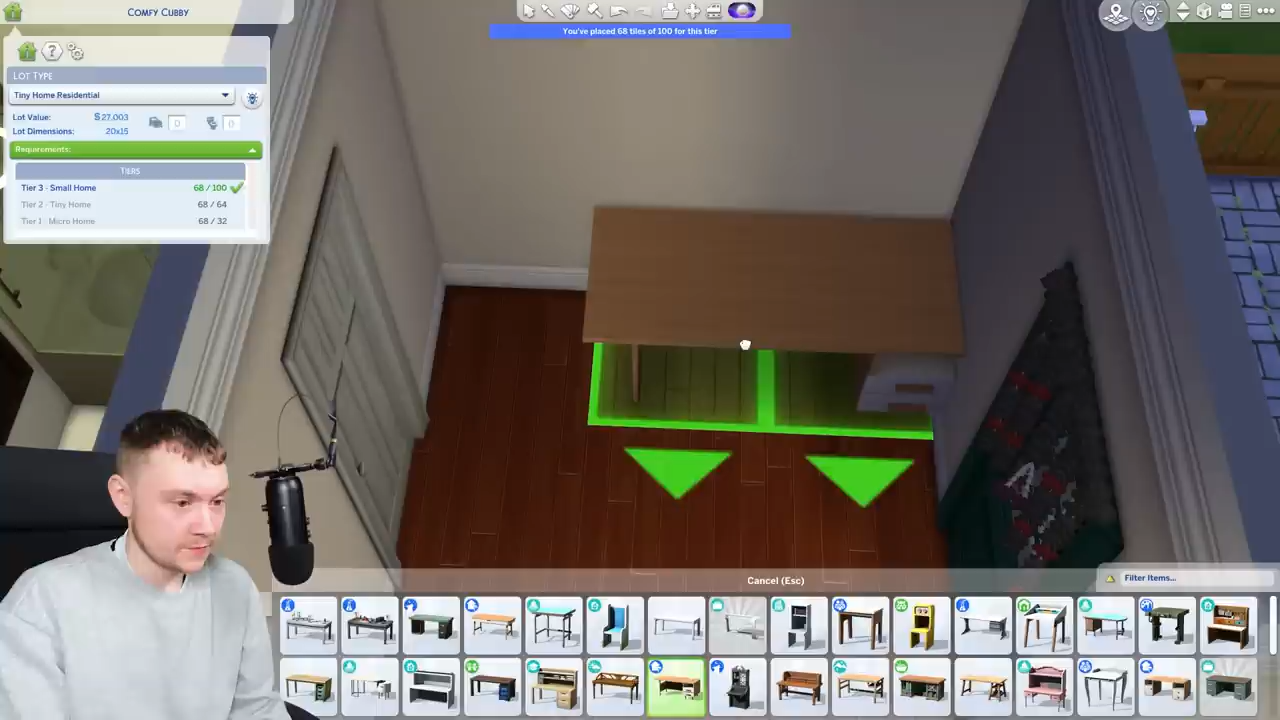 COMFY CUBBY
You've placed 68 tiles of 100 for this tier
LOT TYPE
Tiny Home Residential
Lot Value: §27,003
0
0
Lot Dimensions: 20x15
Requirements:
TIERS
Tier 3 - Small Home 68 / 100
Tier 2 - Tiny Home 68 / 64
Tier 1 - Micro Home 68 / 32
Cancel (Esc)
Filter Items...